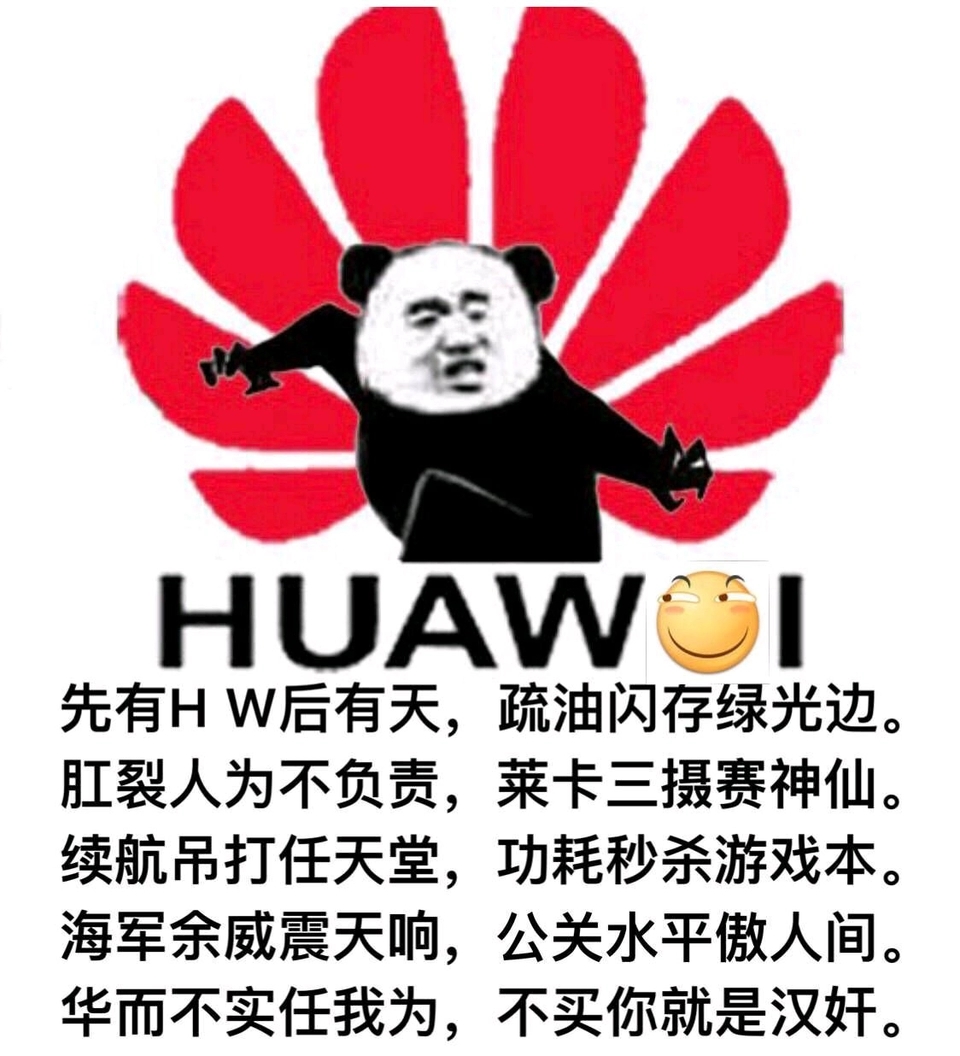 HUAWI
先有H W后有天，疏油闪存绿光边。
肛裂人为不负责，莱卡三摄赛神仙。
续航吊打任天堂，功耗秒杀游戏本。
海军余威震天响，公关水平傲人间。
华而不实任我为，不买你就是汉奸。